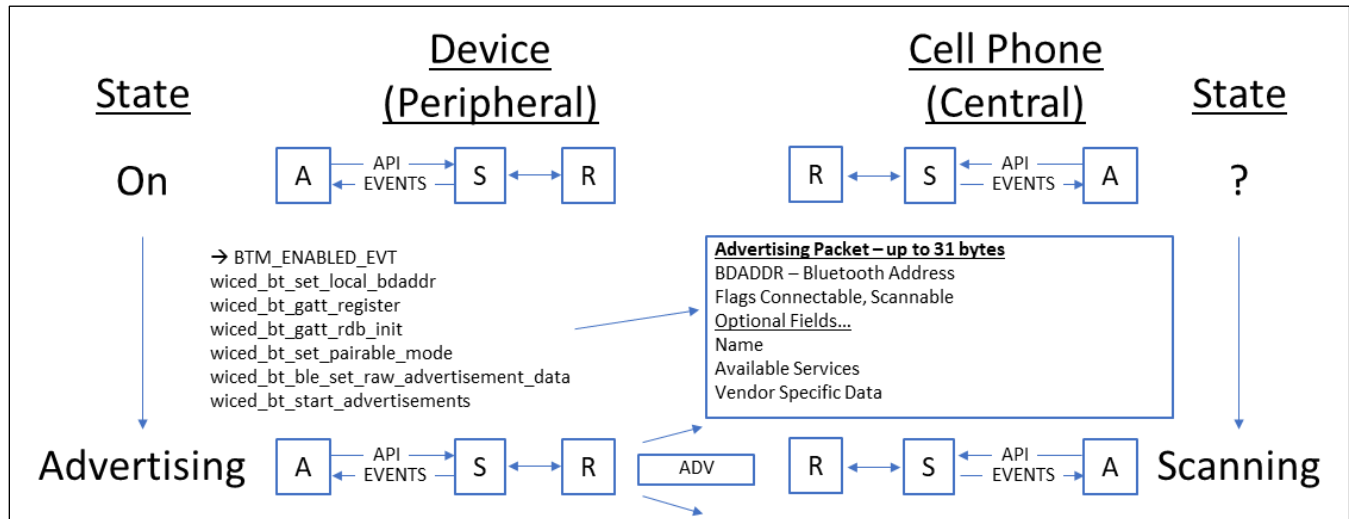 State
Device
(Peripheral)
Cell Phone
(Central)
State
On
A
API
EVENTS
S
R
R
S
API
EVENTS
A
?
→ BTM_ENABLED_EVT
wiced_bt_set_local_bdaddr
wiced_bt_gatt_register
wiced_bt_gatt_rdb_init
wiced_bt_set_pairable_mode
wiced_bt_ble_set_raw_advertisement_data
wiced_bt_start_advertisements
Advertising Packet – up to 31 bytes
BDADDR – Bluetooth Address
Flags Connectable, Scannable
Optional Fields...
Name
Available Services
Vendor Specific Data
Advertising
A
API
EVENTS
S
R
ADV
R
S
API
EVENTS
A
Scanning